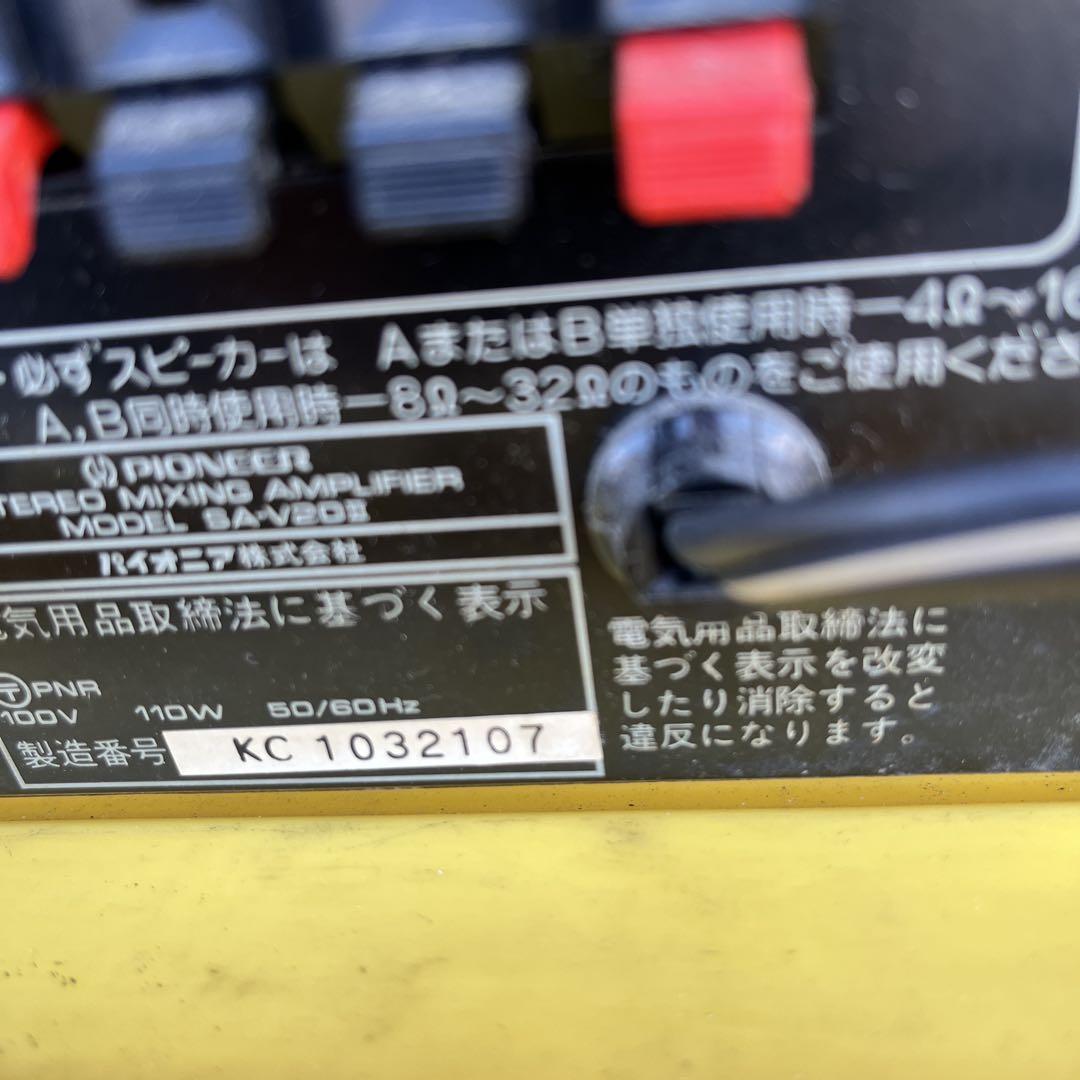 必ずスピーカーは AまたはB単独使用時ー4Ω〜16
A,B同時使用時ー8Ω〜32Ωのものをご使用くださ
PIONEER
TEREO MIXING AMPLIFIER
MODEL SA-V20II
パイオニア株式会社
気用品取締法に基づく表示
〒PNR
100V 110W 50/60Hz
製造番号 KC 1032107
電気用品取締法に
基づく表示を改変
したり消除すると
違反になります。